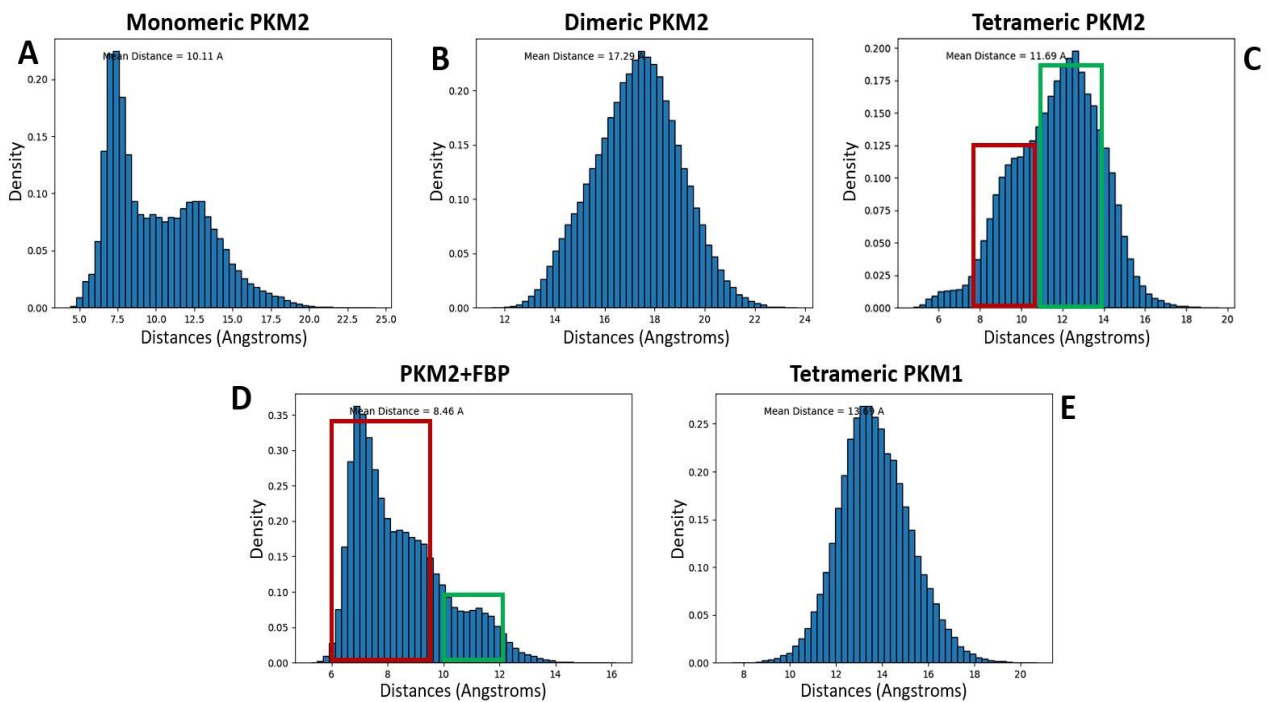 Monomeric PKM2
A
Mean Distance = 10.11 A
0.20
0.15
0.10
0.05
0.00
Density
5.0 7.5 10.0 12.5 15.0 17.5 20.0 22.5 25.0
Distances (Angstroms)
Dimeric PKM2
B
Mean Distance = 17.29 A
0.20
0.15
0.10
0.05
0.00
Density
12 14 16 18 20 22 24
Distances (Angstroms)
Tetrameric PKM2
C
Mean Distance = 11.69 A
0.200
0.175
0.150
0.125
0.100
0.075
0.050
0.025
0.000
Density
6 8 10 12 14 16 18 20
Distances (Angstroms)
PKM2+FBP
D
Mean Distance = 8.46 A
0.35
0.30
0.25
0.20
0.15
0.10
0.05
0.00
Density
6 8 10 12 14 16
Distances (Angstroms)
Tetrameric PKM1
E
Mean Distance = 13.69 A
0.25
0.20
0.15
0.10
0.05
0.00
Density
8 10 12 14 16 18 20
Distances (Angstroms)